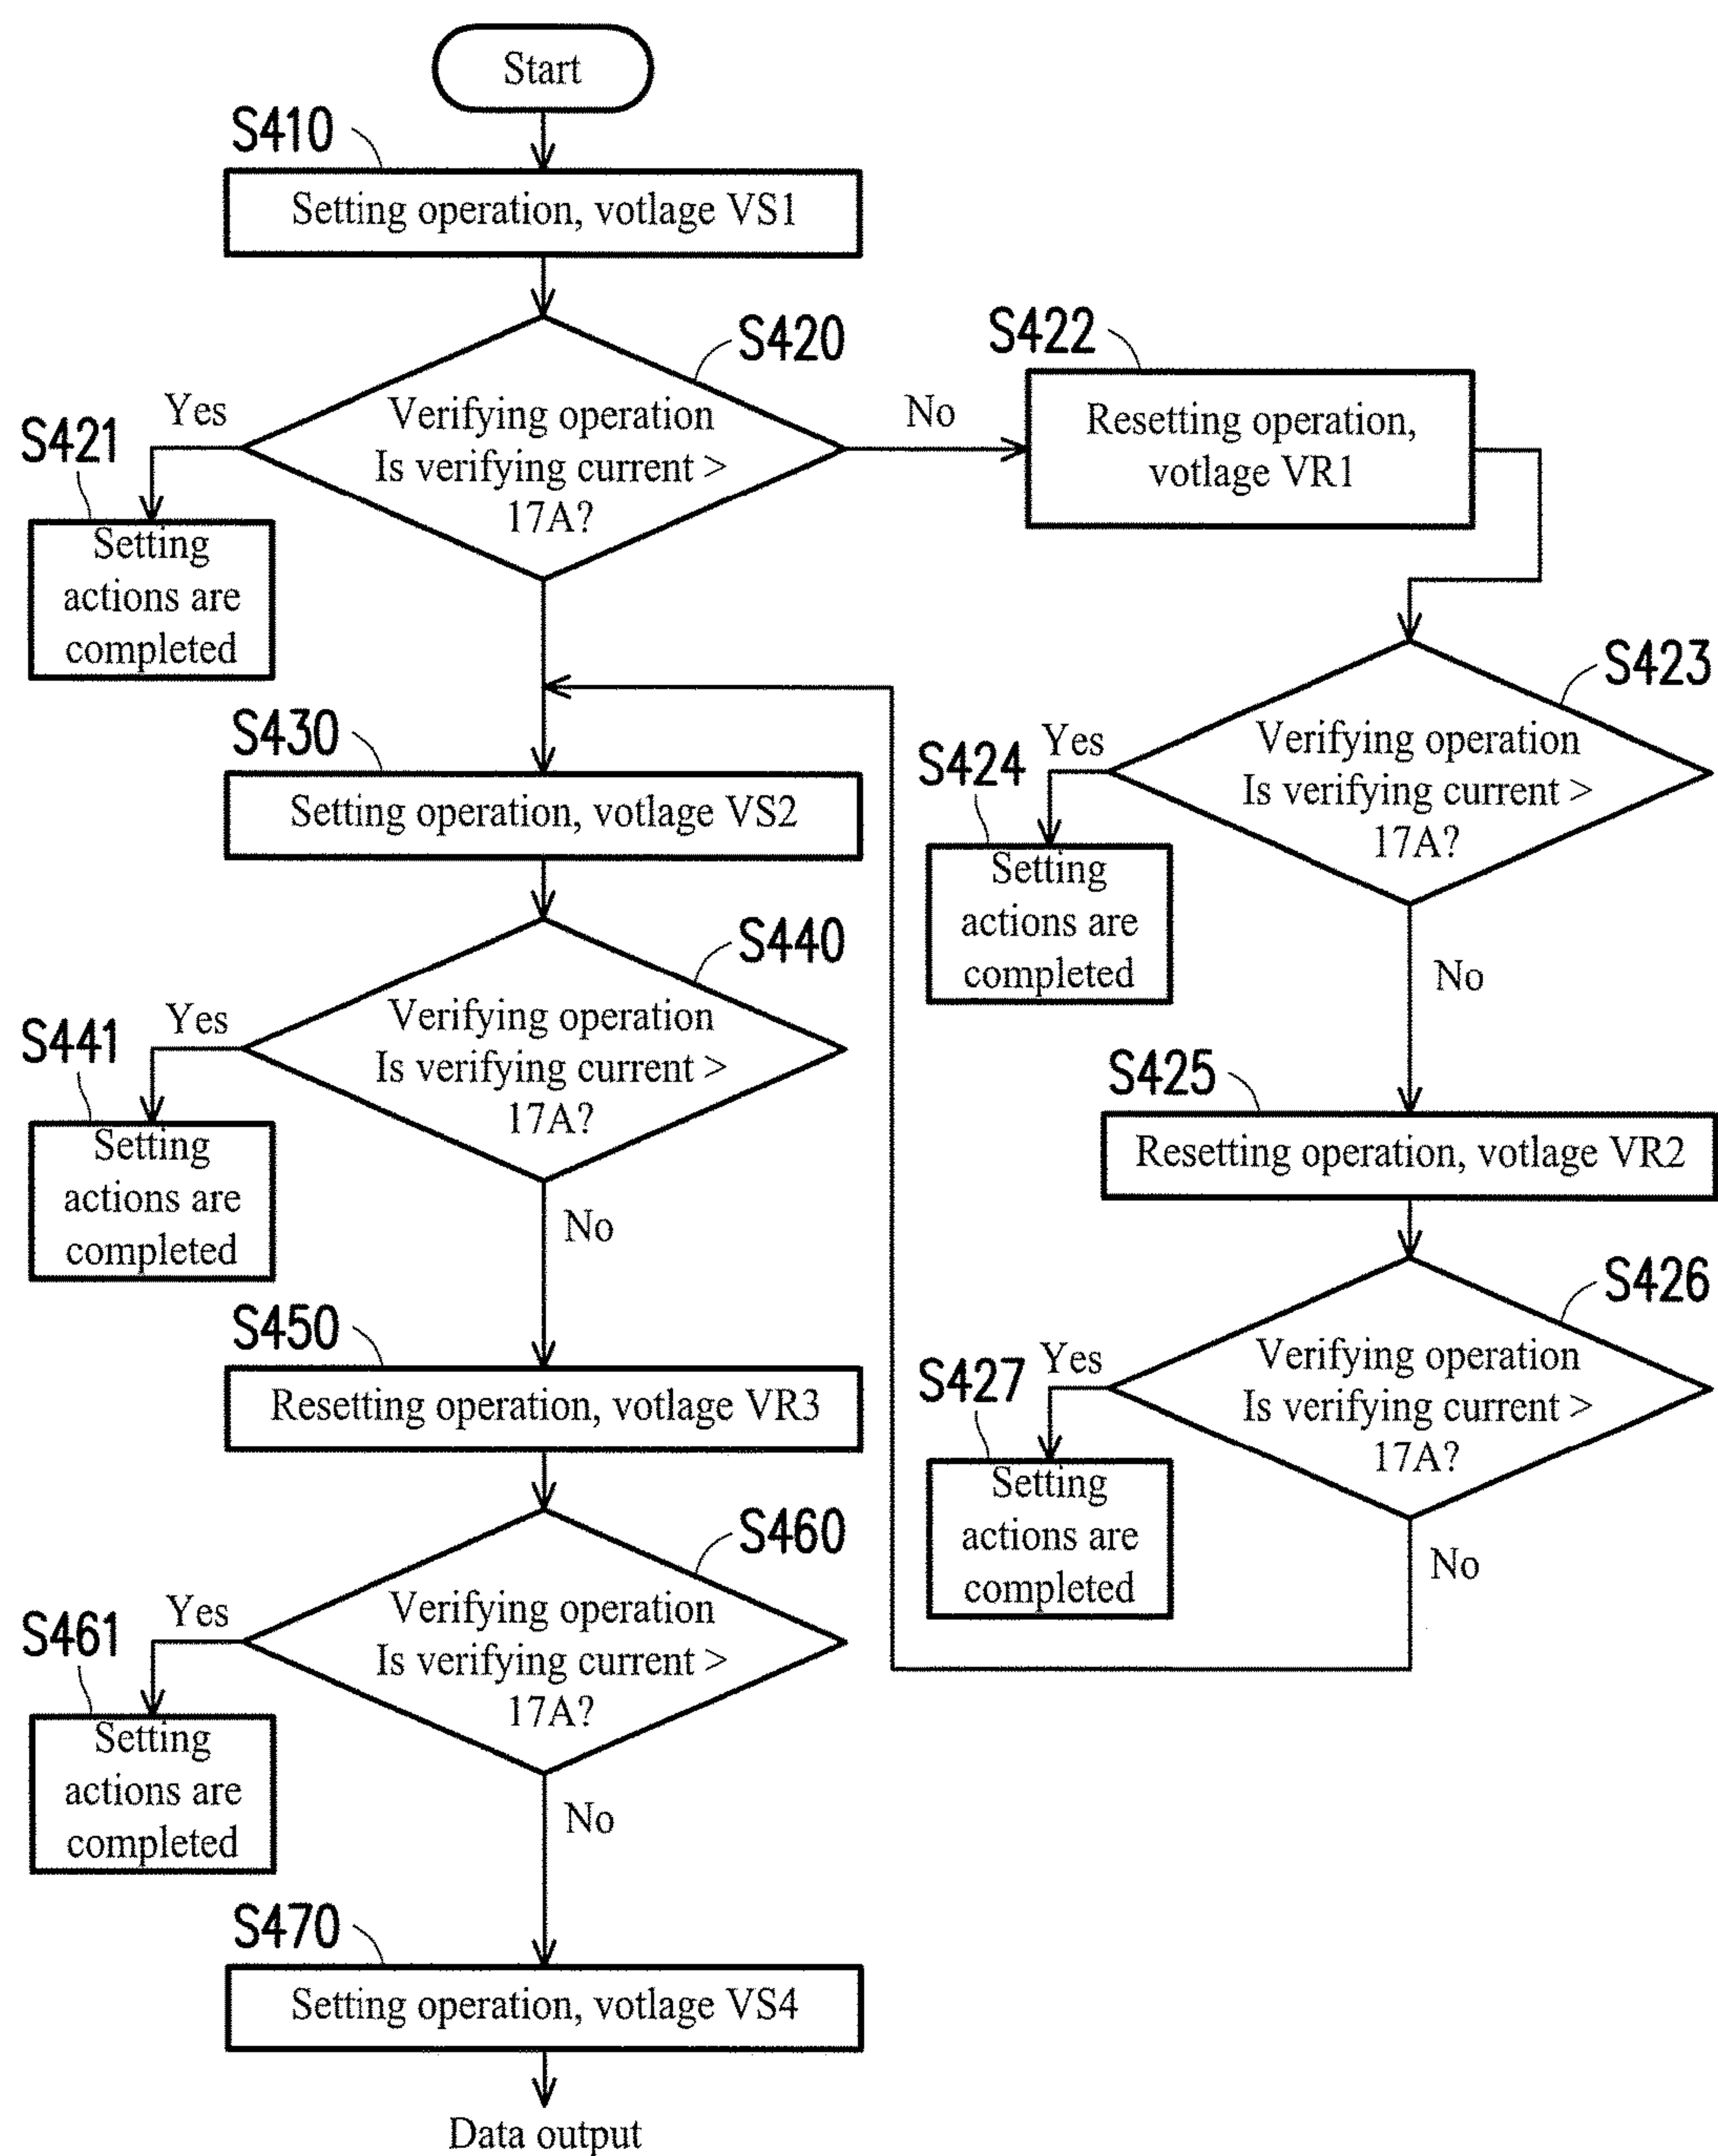 Start
S410
Setting operation, votlage VS1
S420
Verifying operation
Is verifying current >
17A?
Yes
No
S421
Setting
actions are
completed
S422
Resetting operation,
votlage VR1
S423
Verifying operation
Is verifying current >
17A?
Yes
No
S424
Setting
actions are
completed
S425
Resetting operation, votlage VR2
S426
Verifying operation
Is verifying current >
17A?
Yes
No
S427
Setting
actions are
completed
S430
Setting operation, votlage VS2
S440
Verifying operation
Is verifying current >
17A?
Yes
No
S441
Setting
actions are
completed
S450
Resetting operation, votlage VR3
S460
Verifying operation
Is verifying current >
17A?
Yes
No
S461
Setting
actions are
completed
S470
Setting operation, votlage VS4
Data output